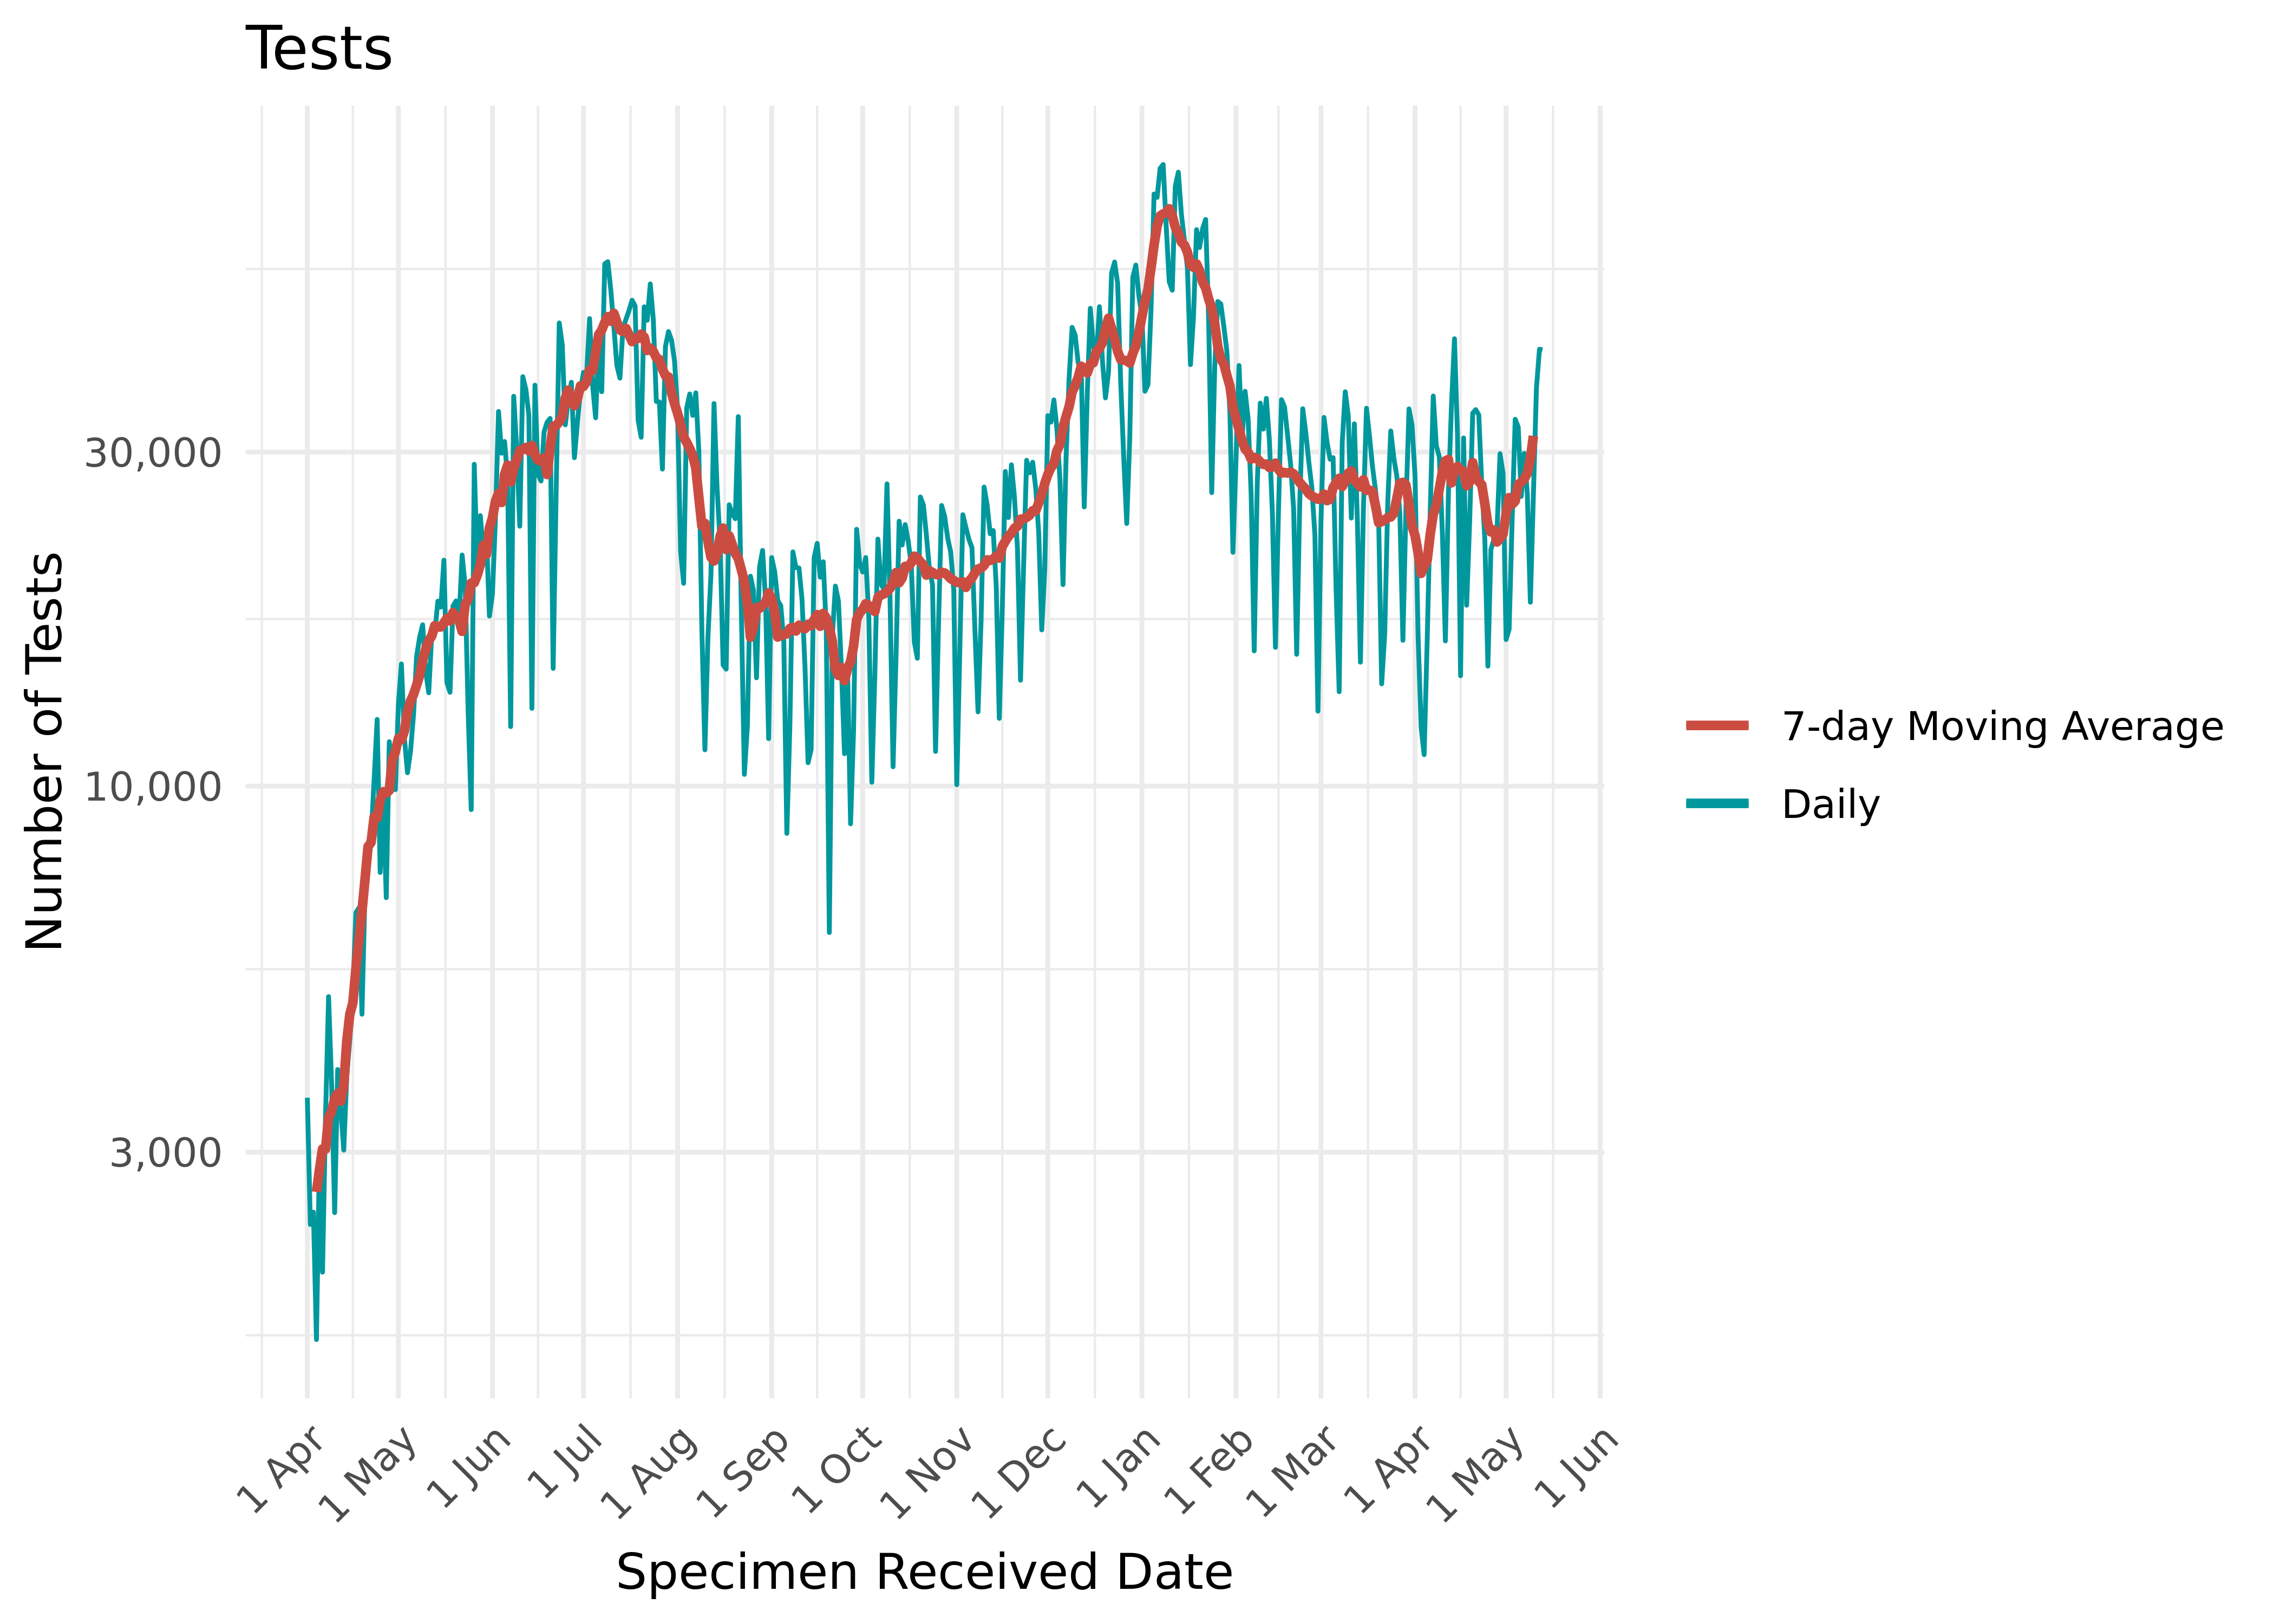 Tests
Number of Tests
30,000
10,000
3,000
1 Apr
1 May
1 Jun
1 Jul
1 Aug
1 Sep
1 Oct
1 Nov
1 Dec
1 Jan
1 Feb
1 Mar
1 Apr
1 May
1 Jun
Specimen Received Date
7-day Moving Average
Daily